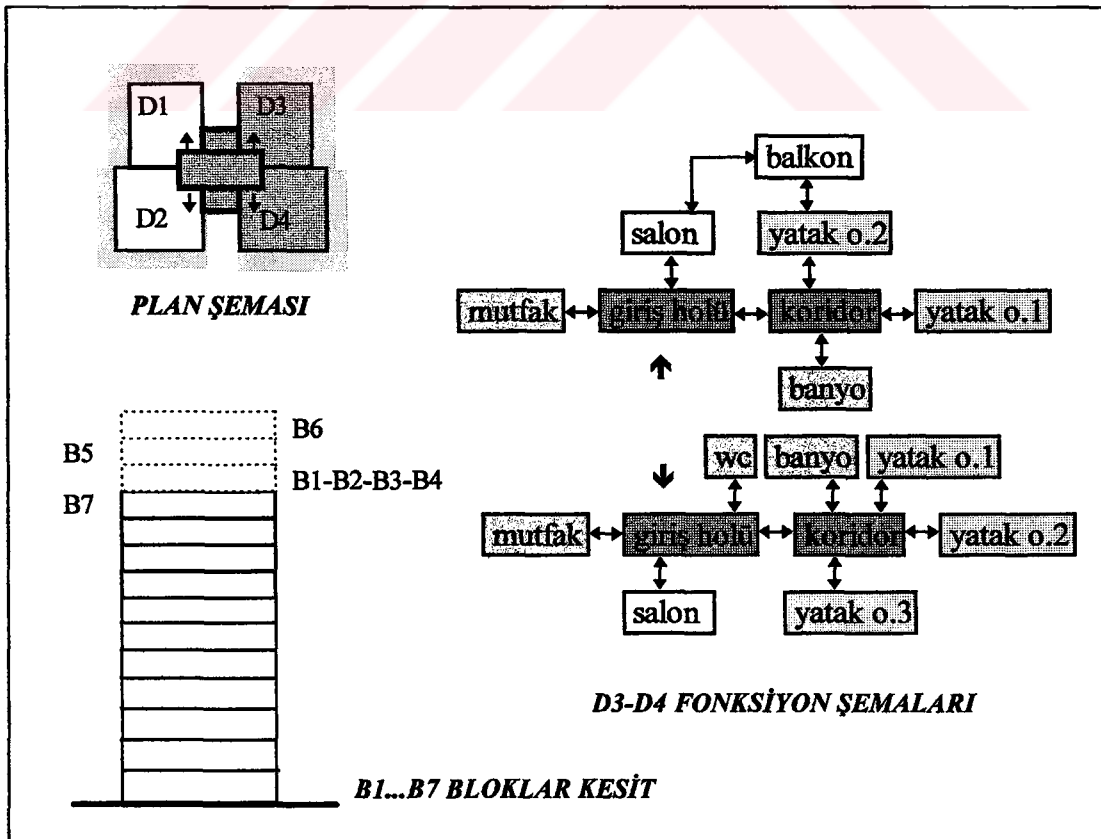 D1 D3
D2 D4
PLAN ŞEMASI
balkon
salon yatak o.2
mutfak giriş holü koridor yatak o.1
banyo
wc banyo yatak o.1
mutfak giriş holü koridor yatak o.2
salon yatak o.3
D3-D4 FONKSİYON ŞEMALARI
B6
B5
B1-B2-B3-B4
B7
B1...B7 BLOKLAR KESİT